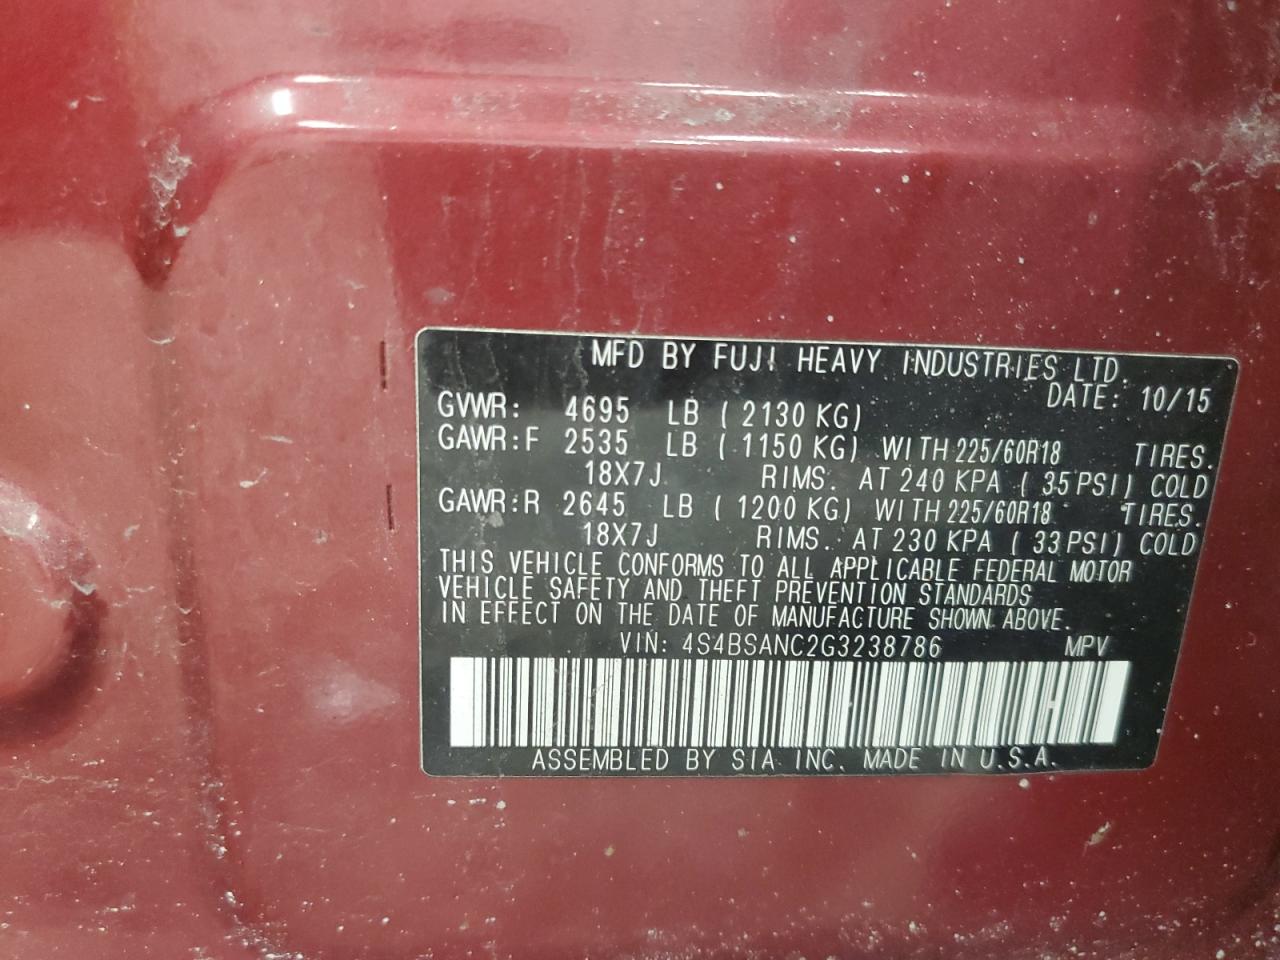 MFD BY FUJI HEAVY INDUSTRIES LTD.
DATE: 10/15
GVWR: 4695 LB ( 2130 KG)
GAWR:F 2535 LB ( 1150 KG) WITH 225/60R18 TIRES.
18X7J RIMS. AT 240 KPA ( 35 PSI) COLD
GAWR:R 2645 LB ( 1200 KG) WITH 225/60R18 TIRES.
18X7J RIMS. AT 230 KPA ( 33 PSI) COLD
THIS VEHICLE CONFORMS TO ALL APPLICABLE FEDERAL MOTOR
VEHICLE SAFETY AND THEFT PREVENTION STANDARDS
IN EFFECT ON THE DATE OF MANUFACTURE SHOWN ABOVE.
VIN: 4S4BSANC2G3238786 MPV
ASSEMBLED BY SIA INC. MADE IN U.S.A.